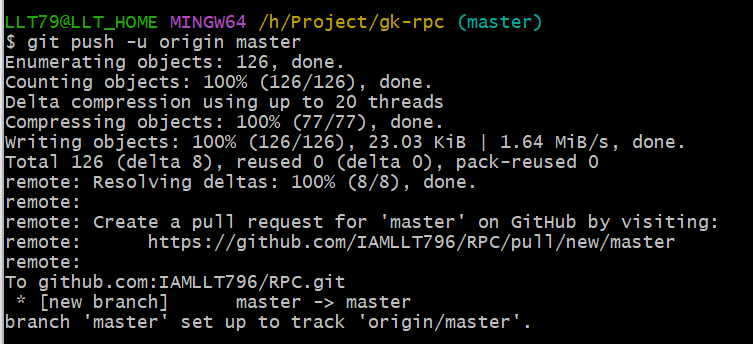 LLT79@LLT_HOME MINGW64 /h/Project/gk-rpc (master)
$ git push -u origin master
Enumerating objects: 126, done.
Counting objects: 100% (126/126), done.
Delta compression using up to 20 threads
Compressing objects: 100% (77/77), done.
Writing objects: 100% (126/126), 23.03 KiB | 1.64 MiB/s, done.
Total 126 (delta 8), reused 0 (delta 0), pack-reused 0
remote: Resolving deltas: 100% (8/8), done.
remote:
remote: Create a pull request for 'master' on GitHub by visiting:
remote:      https://github.com/IAMLLT796/RPC/pull/new/master
remote:
To github.com:IAMLLT796/RPC.git
 * [new branch]      master -> master
branch 'master' set up to track 'origin/master'.